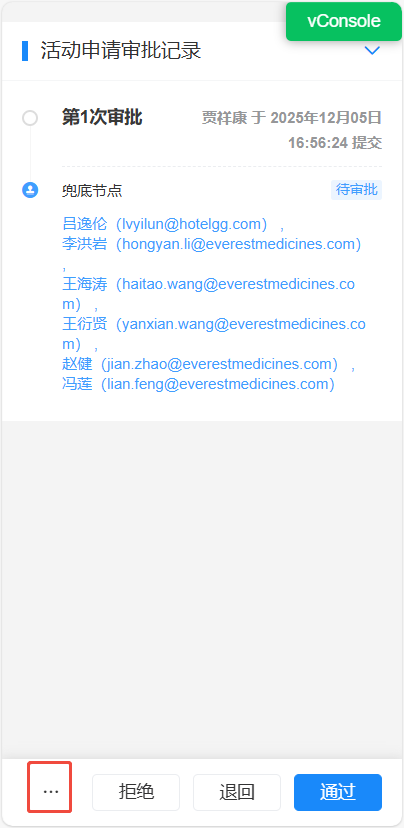 vConsole
活动申请审批记录
第1次审批
贾祥康 于 2025年12月05日
16:56:24 提交
兜底节点
待审批
吕逸伦（lvyilun@hotelgg.com），
李洪岩（hongyan.li@everestmedicines.com）
，
王海涛（haitao.wang@everestmedicines.co
m），
王衍贤（yanxian.wang@everestmedicines.co
m），
赵健（jian.zhao@everestmedicines.com），
冯莲（lian.feng@everestmedicines.com）
...
拒绝
退回
通过